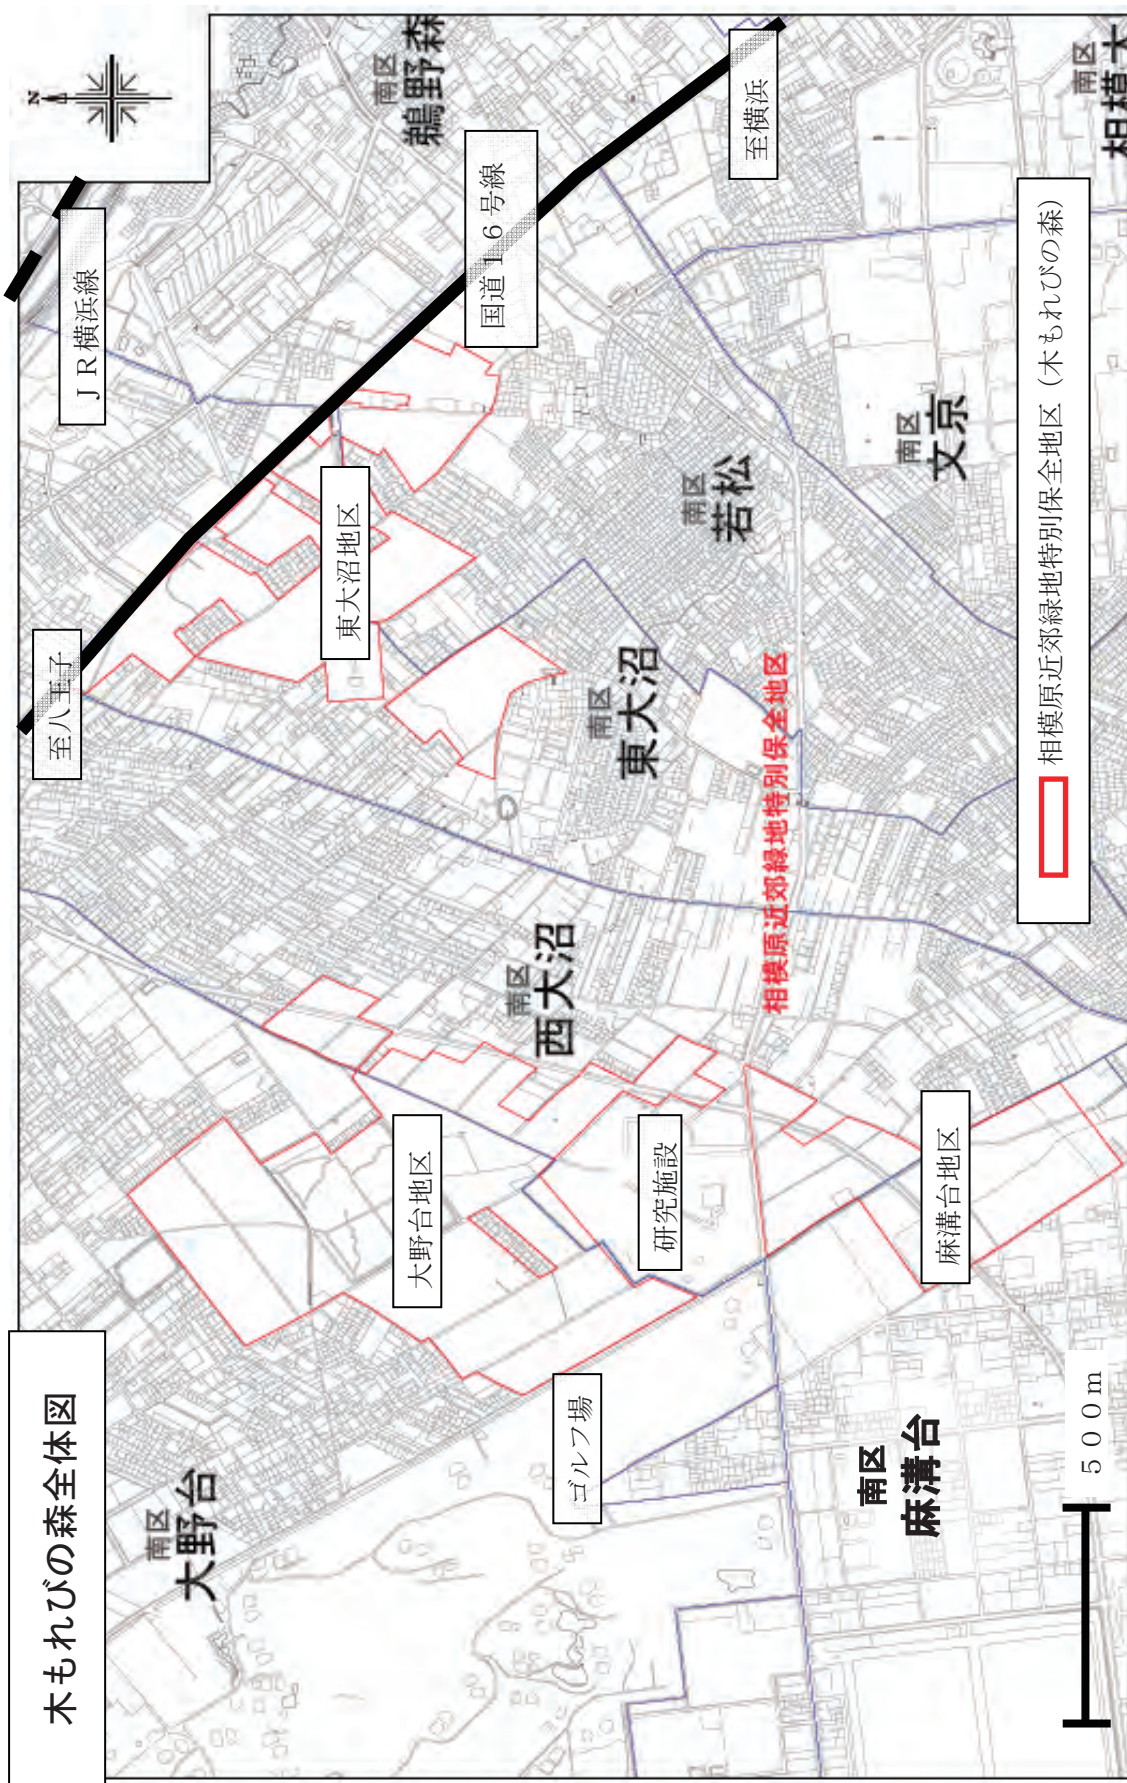 木もれびの森全体図
N
ＪＲ横浜線
至八王子
国道１６号線
至横浜
南区
鵜野森
南区
相模大
東大沼地区
南区
若松
南区
文京
南区
東大沼
相模原近郊緑地特別保全地区
南区
西大沼
大野台地区
研究施設
麻溝台地区
ゴルフ場
南区
大野台
南区
麻溝台
５００ｍ
相模原近郊緑地特別保全地区（木もれびの森）